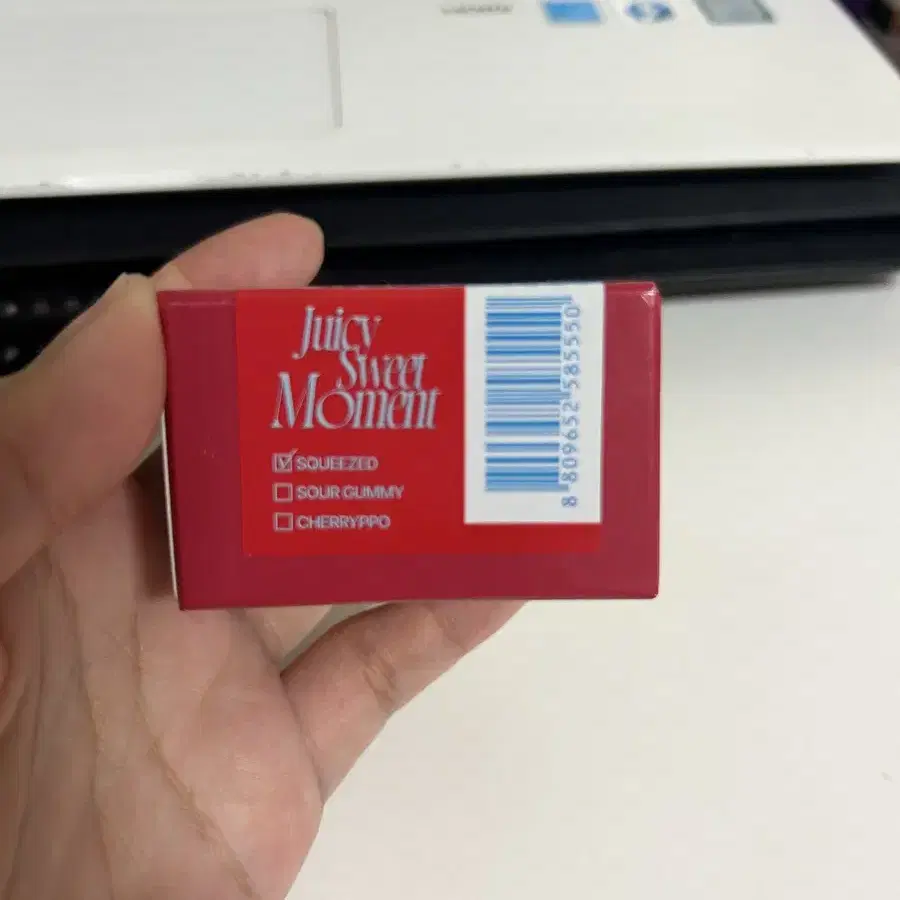 Juicy
Sweet
Moment
SQUEEZED
SOUR GUMMY
CHERRYPPO
8 809652 585550